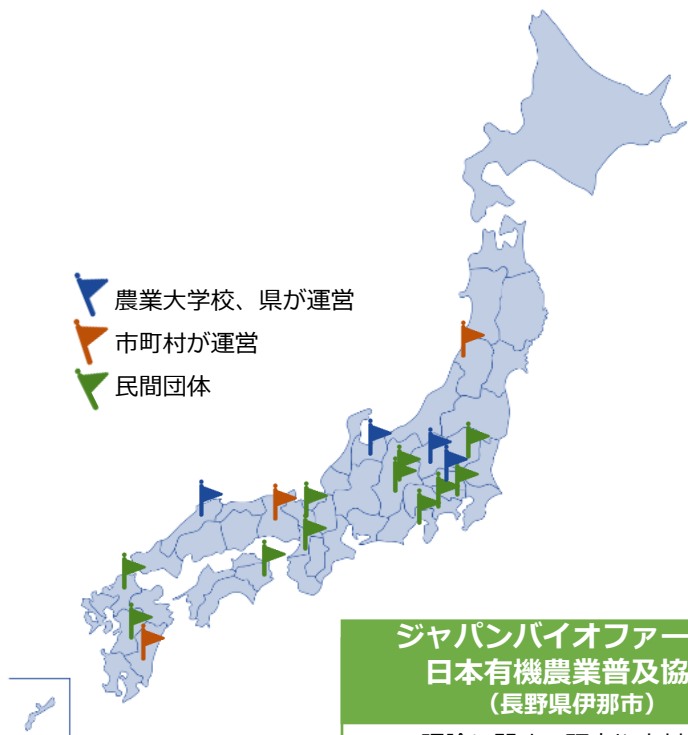 農業大学校、県が運営
市町村が運営
民間団体
ジャパンバイオファー
日本有機農業普及協
（長野県伊那市）